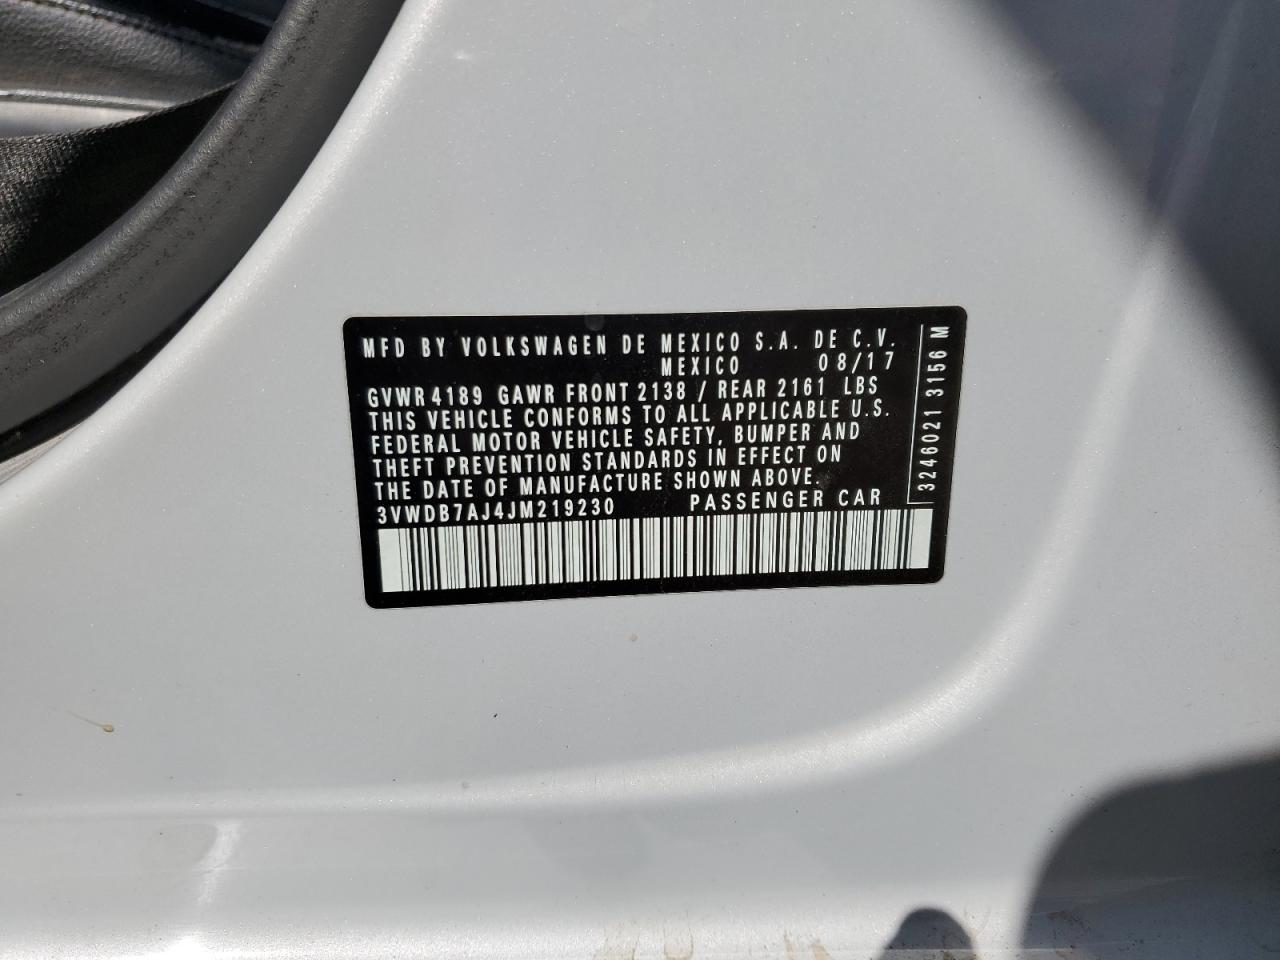 MFD BY VOLKSWAGEN DE MEXICO S.A. DE C.V.
MEXICO 08/17
GVWR 4189 GAWR FRONT 2138 / REAR 2161 LBS
THIS VEHICLE CONFORMS TO ALL APPLICABLE U.S.
FEDERAL MOTOR VEHICLE SAFETY, BUMPER AND
THEFT PREVENTION STANDARDS IN EFFECT ON
THE DATE OF MANUFACTURE SHOWN ABOVE.
3VWDB7AJ4JM219230 PASSENGER CAR
3246021 3156 M